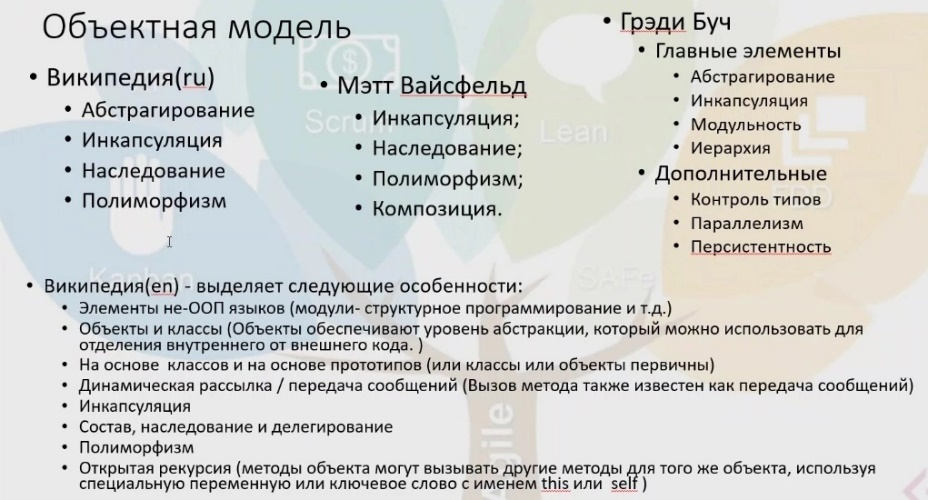 Объектная модель
• Википедия(ru)
• Абстрагирование
• Инкапсуляция
• Наследование
• Полиморфизм
• Мэтт Вайсфельд
• Инкапсуляция;
• Наследование;
• Полиморфизм;
• Композиция.
• Грэди Буч
• Главные элементы
• Абстрагирование
• Инкапсуляция
• Модульность
• Иерархия
• Дополнительные
• Контроль типов
• Параллелизм
• Персистентность
• Википедия(en) - выделяет следующие особенности:
• Элементы не-ООП языков (модули- структурное программирование и т.д.)
• Объекты и классы (Объекты обеспечивают уровень абстракции, который можно использовать для
отделения внутреннего от внешнего кода. )
• На основе классов и на основе прототипов (или классы или объекты первичны)
• Динамическая рассылка / передача сообщений (Вызов метода также известен как передача сообщений)
• Инкапсуляция
• Состав, наследование и делегирование
• Полиморфизм
• Открытая рекурсия (методы объекта могут вызывать другие методы для того же объекта, используя
специальную переменную или ключевое слово с именем this или self )
Scrum
Lean
Kanban
SAFe
Agile